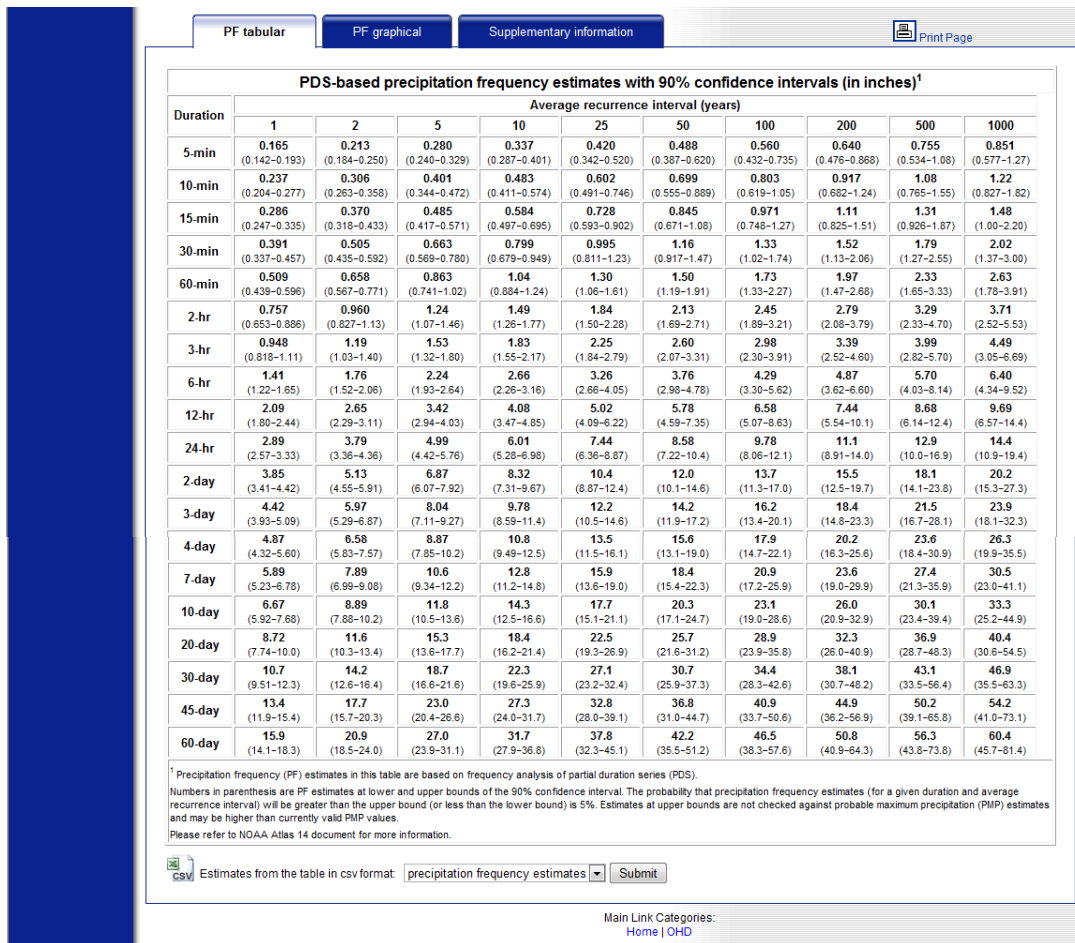 PF tabular PF graphical Supplementary information Print Page
PDS-based precipitation frequency estimates with 90% confidence intervals (in inches)1
Duration Average recurrence interval (years)
1 2 5 10 25 50 100 200 500 1000
5-min 0.165 0.213 0.280 0.337 0.420 0.488 0.560 0.640 0.755 0.851
(0.142−0.193) (0.184−0.250) (0.240−0.329) (0.287−0.401) (0.342−0.520) (0.387−0.620) (0.432−0.735) (0.476−0.868) (0.534−1.08) (0.577−1.27)
10-min 0.237 0.306 0.401 0.483 0.602 0.699 0.803 0.917 1.08 1.22
(0.204−0.277) (0.263−0.358) (0.344−0.472) (0.411−0.574) (0.491−0.746) (0.555−0.889) (0.619−1.05) (0.682−1.24) (0.765−1.55) (0.827−1.82)
15-min 0.286 0.370 0.485 0.584 0.728 0.845 0.971 1.11 1.31 1.48
(0.247−0.335) (0.318−0.433) (0.417−0.571) (0.497−0.695) (0.593−0.902) (0.671−1.08) (0.748−1.27) (0.825−1.51) (0.926−1.87) (1.00−2.20)
30-min 0.391 0.505 0.663 0.799 0.995 1.16 1.33 1.52 1.79 2.02
(0.337−0.457) (0.435−0.592) (0.569−0.780) (0.679−0.949) (0.811−1.23) (0.917−1.47) (1.02−1.74) (1.13−2.06) (1.27−2.55) (1.37−3.00)
60-min 0.509 0.658 0.863 1.04 1.30 1.50 1.73 1.97 2.33 2.63
(0.439−0.596) (0.567−0.771) (0.741−1.02) (0.884−1.24) (1.06−1.61) (1.19−1.91) (1.33−2.27) (1.47−2.68) (1.65−3.33) (1.78−3.91)
2-hr 0.757 0.960 1.24 1.49 1.84 2.13 2.45 2.79 3.29 3.71
(0.653−0.886) (0.827−1.13) (1.07−1.46) (1.26−1.77) (1.50−2.28) (1.69−2.71) (1.89−3.21) (2.08−3.79) (2.33−4.70) (2.52−5.53)
3-hr 0.948 1.19 1.53 1.83 2.25 2.60 2.98 3.39 3.99 4.49
(0.818−1.11) (1.03−1.40) (1.32−1.80) (1.55−2.17) (1.84−2.79) (2.07−3.31) (2.30−3.91) (2.52−4.60) (2.82−5.70) (3.05−6.69)
6-hr 1.41 1.76 2.24 2.66 3.26 3.76 4.29 4.87 5.70 6.40
(1.22−1.65) (1.52−2.06) (1.93−2.64) (2.26−3.16) (2.66−4.05) (2.98−4.78) (3.30−5.62) (3.62−6.60) (4.03−8.14) (4.34−9.52)
12-hr 2.09 2.65 3.42 4.08 5.02 5.78 6.58 7.44 8.68 9.69
(1.80−2.44) (2.29−3.11) (2.94−4.03) (3.47−4.85) (4.09−6.22) (4.59−7.35) (5.07−8.63) (5.54−10.1) (6.14−12.4) (6.57−14.4)
24-hr 2.89 3.79 4.99 6.01 7.44 8.58 9.78 11.1 12.9 14.4
(2.57−3.33) (3.36−4.36) (4.42−5.76) (5.28−6.98) (6.36−8.87) (7.22−10.4) (8.06−12.1) (8.91−14.0) (10.0−16.9) (10.9−19.4)
2-day 3.85 5.13 6.87 8.32 10.4 12.0 13.7 15.5 18.1 20.2
(3.41−4.42) (4.55−5.91) (6.07−7.92) (7.31−9.67) (8.87−12.4) (10.1−14.6) (11.3−17.0) (12.5−19.7) (14.1−23.8) (15.3−27.3)
3-day 4.42 5.97 8.04 9.78 12.2 14.2 16.2 18.4 21.5 23.9
(3.93−5.09) (5.29−6.87) (7.11−9.27) (8.59−11.4) (10.5−14.6) (11.9−17.2) (13.4−20.1) (14.8−23.3) (16.7−28.1) (18.1−32.3)
4-day 4.87 6.58 8.87 10.8 13.5 15.6 17.9 20.2 23.6 26.3
(4.32−5.60) (5.83−7.57) (7.85−10.2) (9.49−12.5) (11.5−16.1) (13.1−19.0) (14.7−22.1) (16.3−25.6) (18.4−30.9) (19.9−35.5)
7-day 5.89 7.89 10.6 12.8 15.9 18.4 20.9 23.6 27.4 30.5
(5.23−6.78) (6.99−9.08) (9.34−12.2) (11.2−14.8) (13.6−19.0) (15.4−22.3) (17.2−25.9) (19.0−29.9) (21.3−35.9) (23.0−41.1)
10-day 6.67 8.89 11.8 14.3 17.7 20.3 23.1 26.0 30.1 33.3
(5.92−7.68) (7.88−10.2) (10.5−13.6) (12.5−16.6) (15.1−21.1) (17.1−24.7) (19.0−28.6) (20.9−32.9) (23.4−39.4) (25.2−44.9)
20-day 8.72 11.6 15.3 18.4 22.5 25.7 28.9 32.3 36.9 40.4
(7.74−10.0) (10.3−13.4) (13.6−17.7) (16.2−21.4) (19.3−26.9) (21.6−31.2) (23.9−35.8) (26.0−40.9) (28.7−48.3) (30.6−54.5)
30-day 10.7 14.2 18.7 22.3 27.1 30.7 34.4 38.1 43.1 46.9
(9.51−12.3) (12.6−16.4) (16.6−21.6) (19.6−25.9) (23.2−32.4) (25.9−37.3) (28.3−42.6) (30.7−48.2) (33.5−56.4) (35.5−63.3)
45-day 13.4 17.7 23.0 27.3 32.8 36.8 40.9 44.9 50.2 54.2
(11.9−15.4) (15.7−20.3) (20.4−26.6) (24.0−31.7) (28.0−39.1) (31.0−44.7) (33.7−50.6) (36.2−56.9) (39.1−65.8) (41.0−73.1)
60-day 15.9 20.9 27.0 31.7 37.8 42.2 46.5 50.8 56.3 60.4
(14.1−18.3) (18.5−24.0) (23.9−31.1) (27.9−36.8) (32.3−45.1) (35.5−51.2) (38.3−57.6) (40.9−64.3) (43.8−73.8) (45.7−81.4)
1 Precipitation frequency (PF) estimates in this table are based on frequency analysis of partial duration series (PDS).
Numbers in parenthesis are PF estimates at lower and upper bounds of the 90% confidence interval. The probability that precipitation frequency estimates (for a given duration and average
recurrence interval) will be greater than the upper bound (or less than the lower bound) is 5%. Estimates at upper bounds are not checked against probable maximum precipitation (PMP) estimates
and may be higher than currently valid PMP values.
Please refer to NOAA Atlas 14 document for more information.
CSV Estimates from the table in csv format: precipitation frequency estimates Submit
Main Link Categories:
Home | OHD